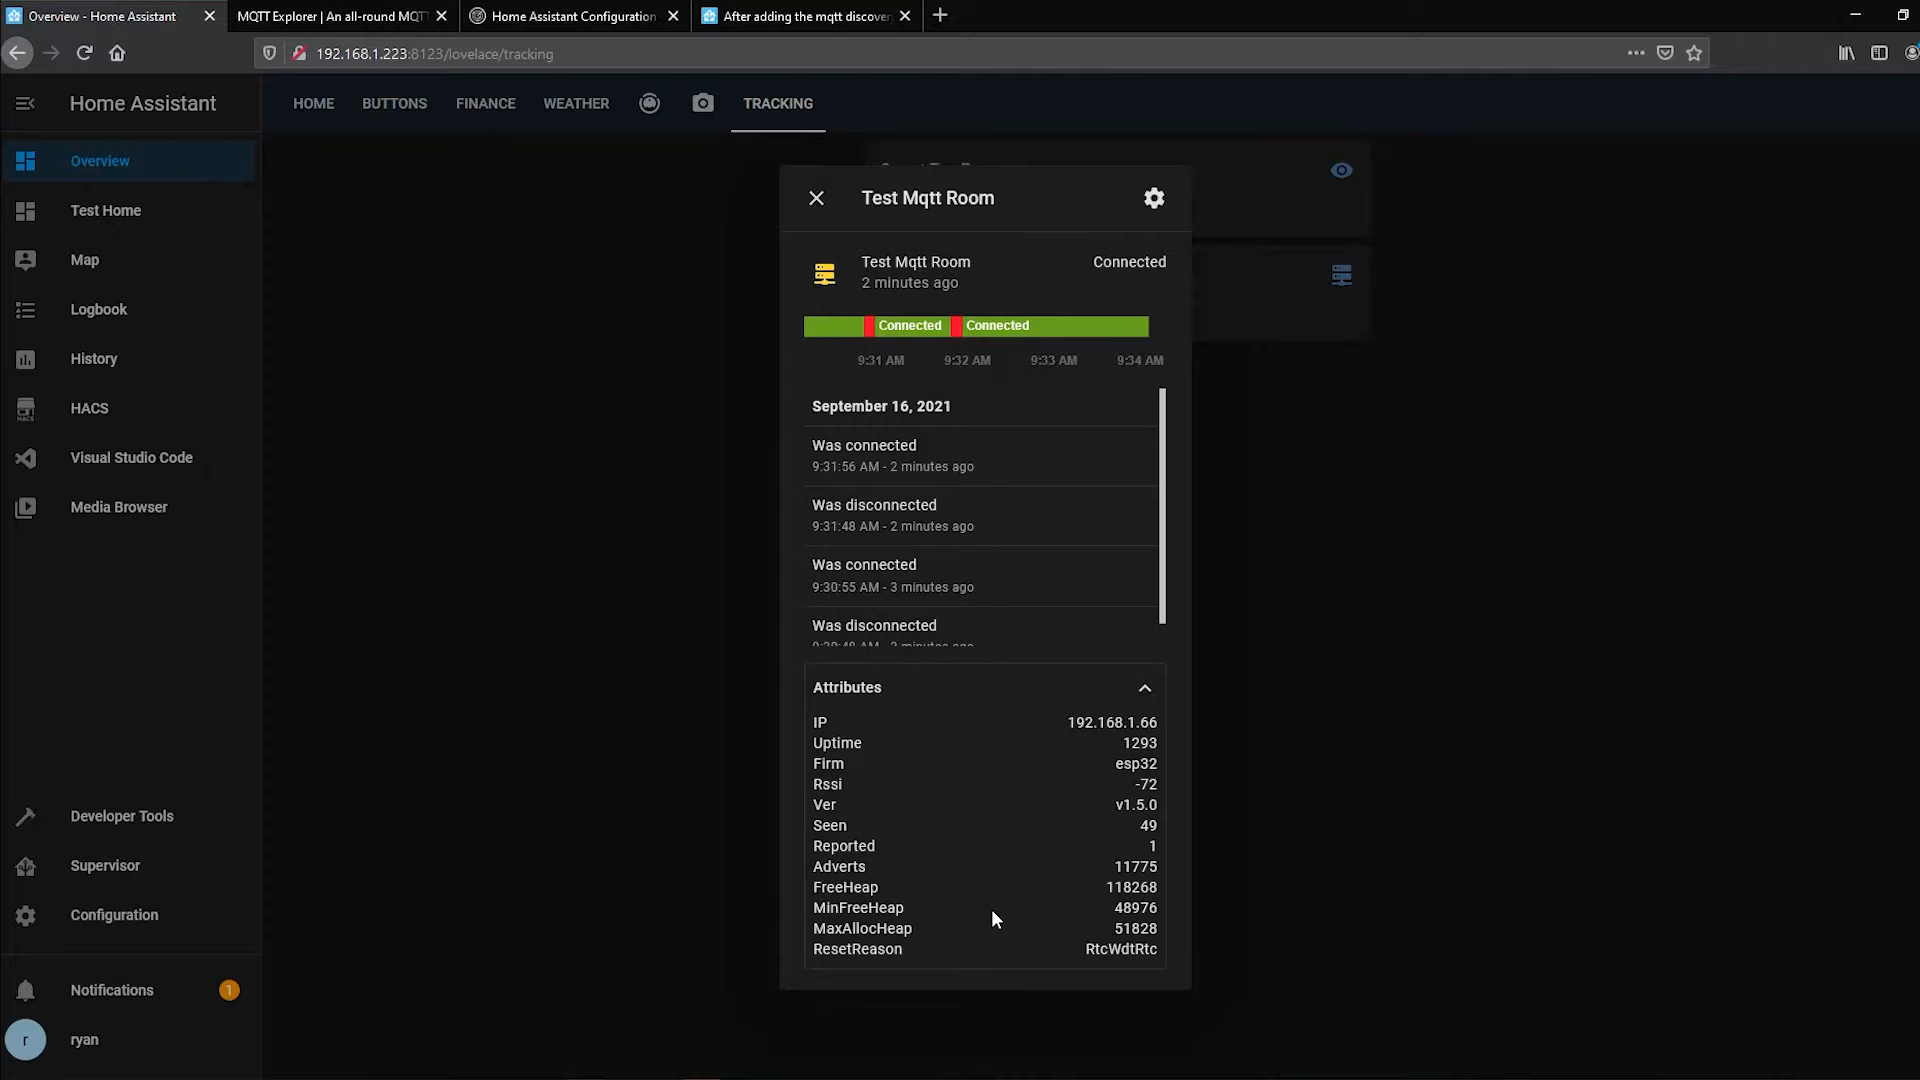 Overview - Home Assistant
MQTT Explorer | An all-round MQTT
Home Assistant Configuration
After adding the mqtt discover
192.168.1.223:8123/lovelace/tracking
Home Assistant
HOME
BUTTONS
FINANCE
WEATHER
TRACKING
Overview
Test Home
Map
Logbook
History
HACS
HACS
Visual Studio Code
Media Browser
Developer Tools
Supervisor
Configuration
Notifications
1
r
ryan
Test Mqtt Room
Test Mqtt Room
Connected
2 minutes ago
Connected
Connected
9:31 AM
9:32 AM
9:33 AM
9:34 AM
September 16, 2021
Was connected
9:31:56 AM - 2 minutes ago
Was disconnected
9:31:48 AM - 2 minutes ago
Was connected
9:30:55 AM - 3 minutes ago
Was disconnected
Attributes
IP 192.168.1.66
Uptime 1293
Firm esp32
Rssi -72
Ver v1.5.0
Seen 49
Reported 1
Adverts 11775
FreeHeap 118268
MinFreeHeap 48976
MaxAllocHeap 51828
ResetReason RtcWdtRtc